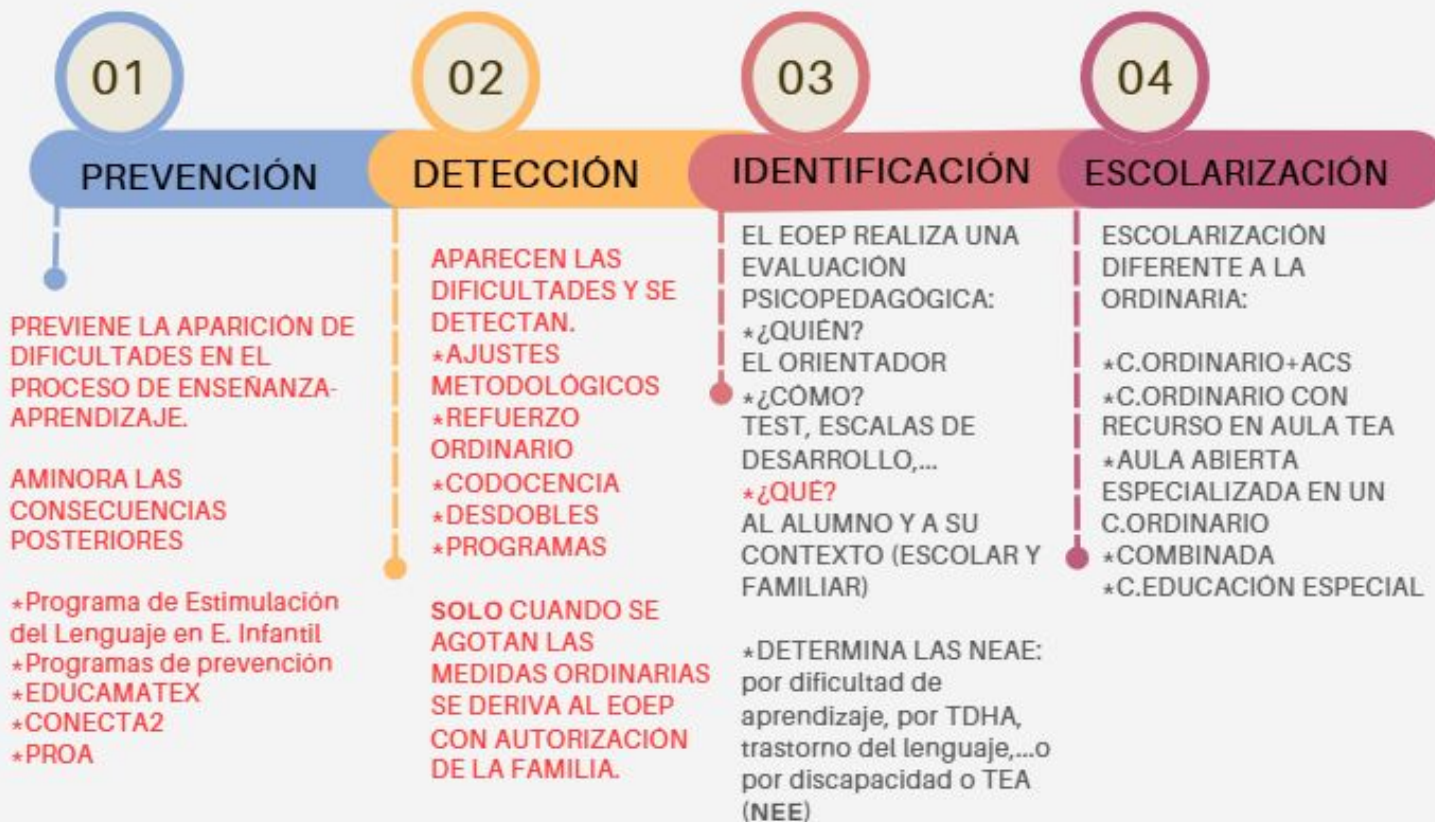 01
PREVENCIÓN
PREVIENE LA APARICIÓN DE
DIFICULTADES EN EL
PROCESO DE ENSEÑANZA-
APRENDIZAJE.
AMINORA LAS
CONSECUENCIAS
POSTERIORES
*Programa de Estimulación
del Lenguaje en E. Infantil
*Programas de prevención
*EDUCAMATEX
*CONECTA2
*PROA
02
DETECCIÓN
APARECEN LAS
DIFICULTADES Y SE
DETECTAN.
*AJUSTES
METODOLÓGICOS
*REFUERZO
ORDINARIO
*CODOCENCIA
*DESDOBLES
*PROGRAMAS
SOLO CUANDO SE
AGOTAN LAS
MEDIDAS ORDINARIAS
SE DERIVA AL EOEP
CON AUTORIZACIÓN
DE LA FAMILIA.
03
IDENTIFICACIÓN
EL EOEP REALIZA UNA
EVALUACIÓN
PSICOPEDAGÓGICA:
*¿QUIÉN?
EL ORIENTADOR
*¿CÓMO?
TEST, ESCALAS DE
DESARROLLO,...
*¿QUÉ?
AL ALUMNO Y A SU
CONTEXTO (ESCOLAR Y
FAMILIAR)
*DETERMINA LAS NEAE:
por dificultad de
aprendizaje, por TDHA,
trastorno del lenguaje,...o
por discapacidad o TEA
(NEE)
04
ESCOLARIZACIÓN
ESCOLARIZACIÓN
DIFERENTE A LA
ORDINARIA:
*C.ORDINARIO+ACS
*C.ORDINARIO CON
RECURSO EN AULA TEA
*AULA ABIERTA
ESPECIALIZADA EN UN
C.ORDINARIO
*COMBINADA
*C.EDUCACIÓN ESPECIAL